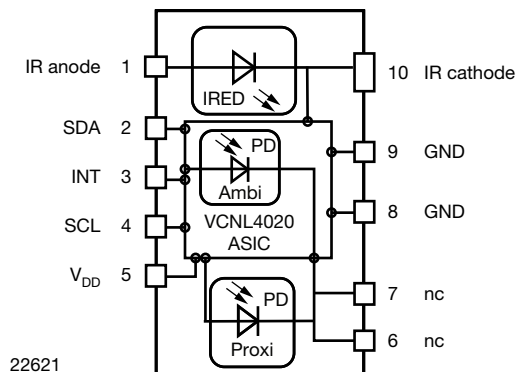 IR anode 1
10 IR cathode
IRED
SDA 2
PD
9 GND
INT 3
Ambi
SCL 4
VCNL4020
ASIC
8 GND
VDD 5
PD
7 nc
Proxi
6 nc
22621